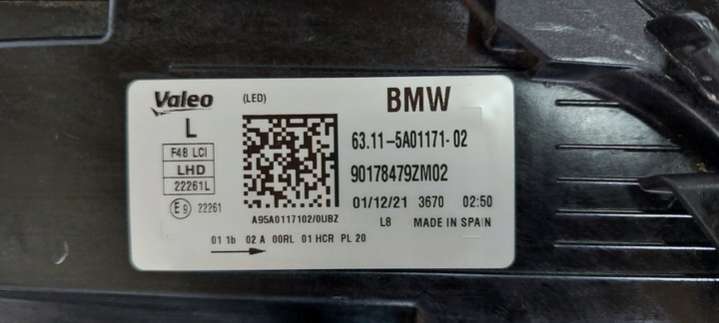 Valeo (LED) BMW
L
63.11-5A01171-02
F48 LCI
LHD
22261L
90178479ZM02
E9 22261
01/12/21 3670 02:50
A95A0117102/0UBZ
L8 MADE IN SPAIN
01 1b 02 A 00RL 01 HCR PL 20